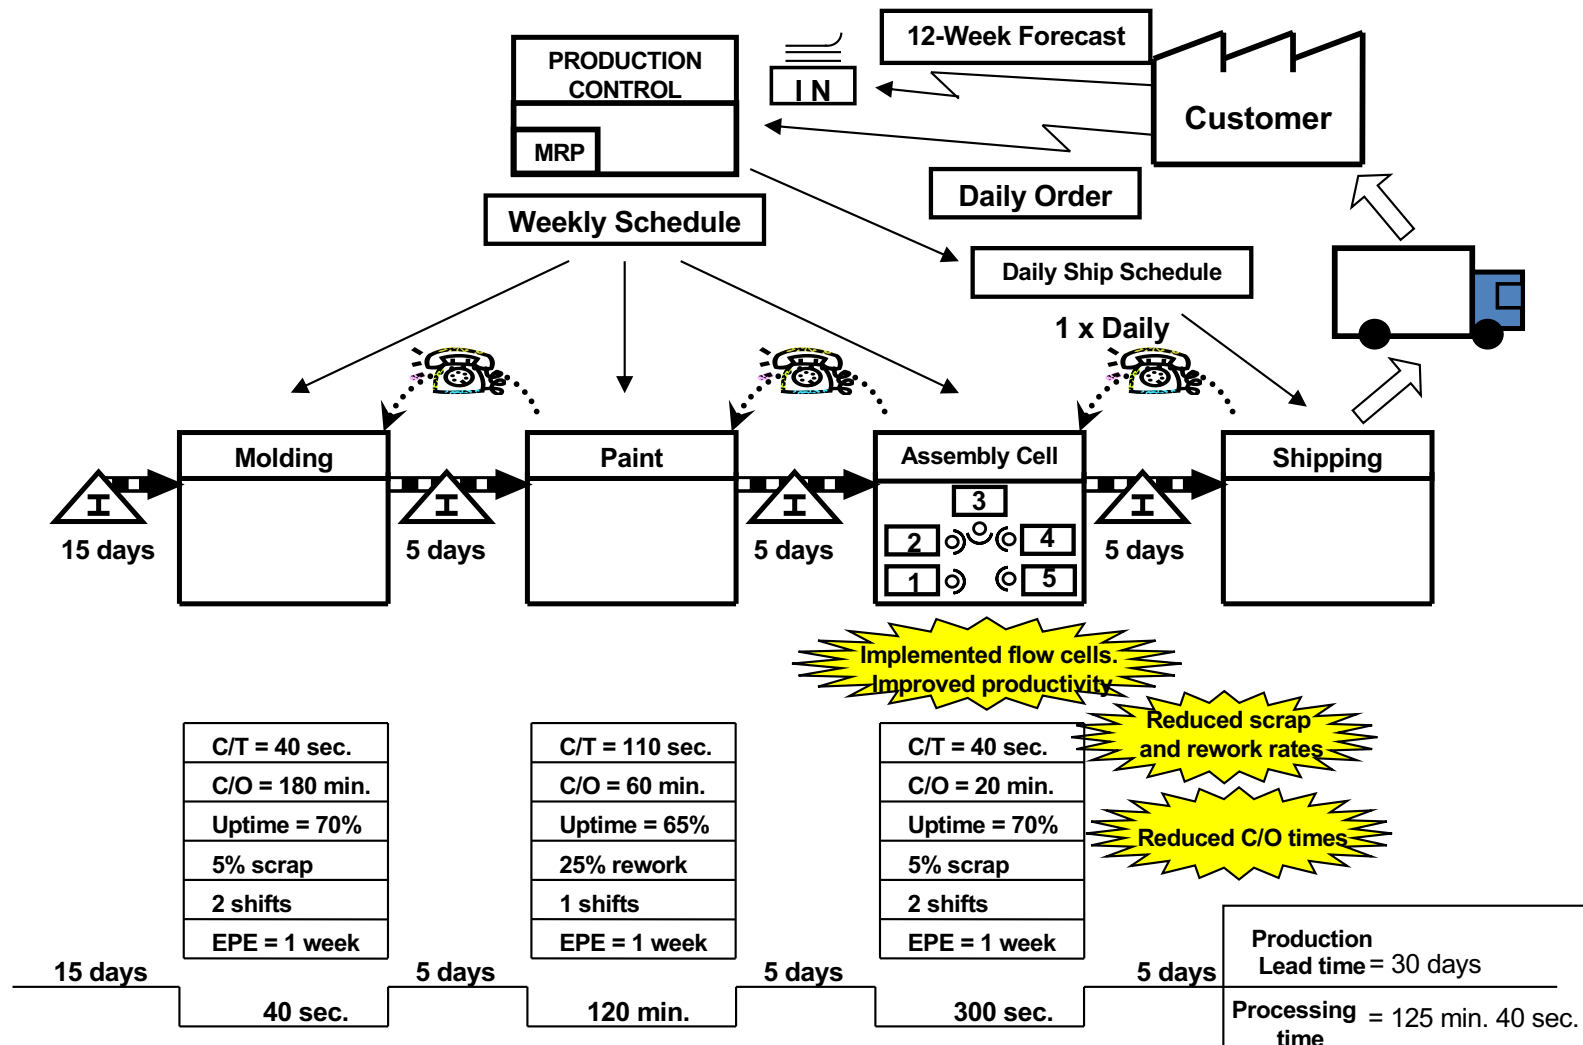 12-Week Forecast
PRODUCTION
CONTROL
I N
Customer
MRP
Daily Order
Weekly Schedule
Daily Ship Schedule
1 x Daily
Molding
Paint
Assembly Cell
Shipping
I
I
I
I
3
2
4
1
5
15 days
5 days
5 days
5 days
Implemented flow cells.
Improved productivity
Reduced scrap
and rework rates
Reduced C/O times
C/T = 40 sec.
C/O = 180 min.
Uptime = 70%
5% scrap
2 shifts
EPE = 1 week
C/T = 110 sec.
C/O = 60 min.
Uptime = 65%
25% rework
1 shifts
EPE = 1 week
C/T = 40 sec.
C/O = 20 min.
Uptime = 70%
5% scrap
2 shifts
EPE = 1 week
15 days
5 days
5 days
5 days
40 sec.
120 min.
300 sec.
Production
Lead time = 30 days
Processing = 125 min. 40 sec.
time